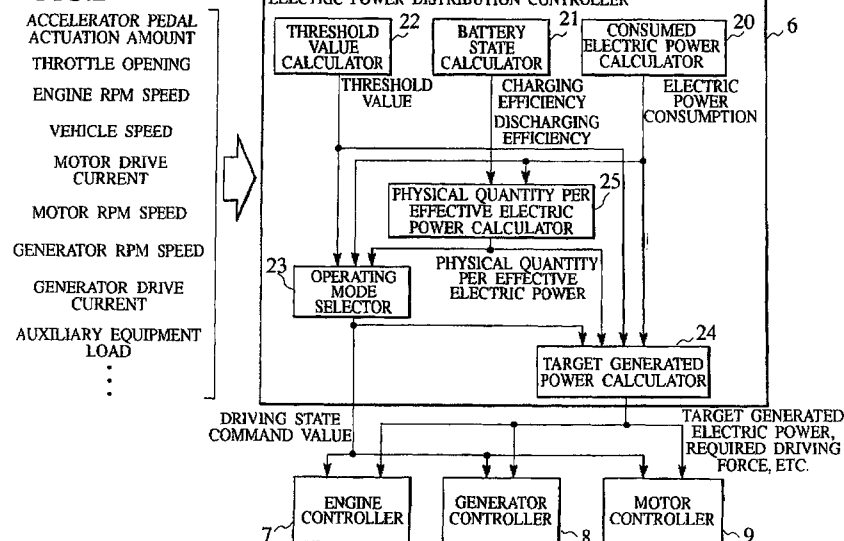 ELECTRIC POWER DISTRIBUTION CONTROLLER
ACCELERATOR PEDAL
ACTUATION AMOUNT
THROTTLE OPENING
ENGINE RPM SPEED
VEHICLE SPEED
MOTOR DRIVE
CURRENT
MOTOR RPM SPEED
GENERATOR RPM SPEED
GENERATOR DRIVE
CURRENT
AUXILIARY EQUIPMENT
LOAD
6
22
THRESHOLD
VALUE
CALCULATOR
21
BATTERY
STATE
CALCULATOR
20
CONSUMED
ELECTRIC POWER
CALCULATOR
THRESHOLD
VALUE
CHARGING
EFFICIENCY
DISCHARGING
EFFICIENCY
ELECTRIC
POWER
CONSUMPTION
25
PHYSICAL QUANTITY PER
EFFECTIVE ELECTRIC
POWER CALCULATOR
PHYSICAL QUANTITY
PER EFFECTIVE
ELECTRIC POWER
23
OPERATING
MODE
SELECTOR
24
TARGET GENERATED
POWER CALCULATOR
DRIVING STATE
COMMAND VALUE
TARGET GENERATED
ELECTRIC POWER,
REQUIRED DRIVING
FORCE, ETC.
ENGINE
CONTROLLER
7
GENERATOR
CONTROLLER
8
MOTOR
CONTROLLER
9